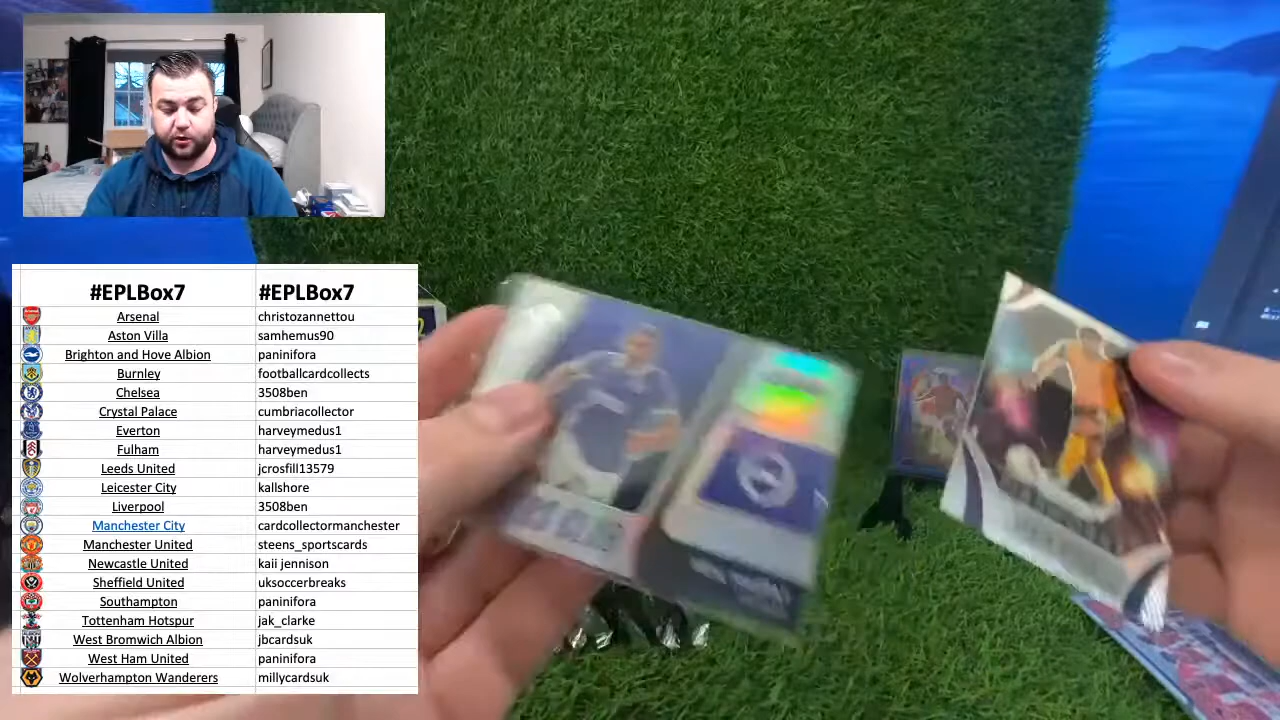 #EPLBox7 #EPLBox7
Arsenal christozannettou
Aston Villa samhemus90
Brighton and Hove Albion paninifora
Burnley footballcardcollects
Chelsea 3508ben
Crystal Palace cumbriacollector
Everton harveymedus1
Fulham harveymedus1
Leeds United jcrosfill13579
Leicester City kallshore
Liverpool 3508ben
Manchester City cardcollectormanchester
Manchester United steens_sportscards
Newcastle United kaii jennison
Sheffield United uksoccerbreaks
Southampton paninifora
Tottenham Hotspur jak_clarke
West Bromwich Albion jbcardsuk
West Ham United paninifora
Wolverhampton Wanderers millycardsuk